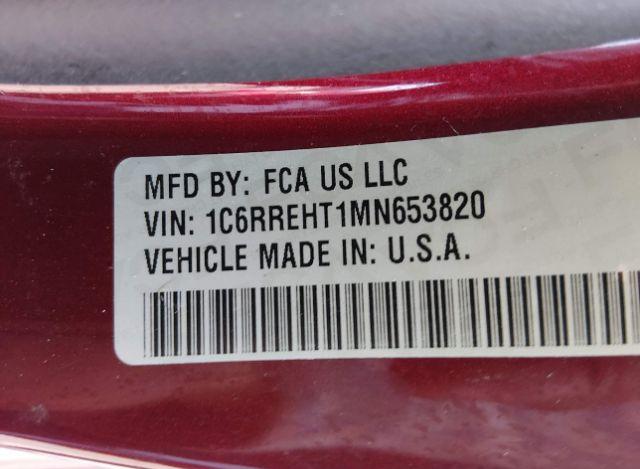 MFD BY: FCA US LLC
VIN: 1C6RREHT1MN653820
VEHICLE MADE IN: U.S.A.